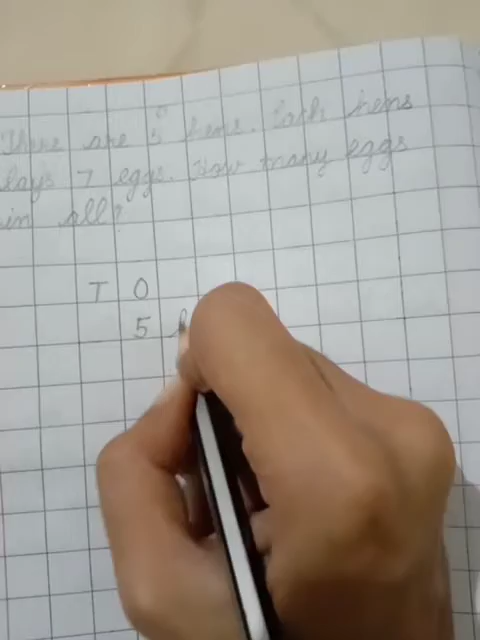 There are 5 hens. Each hens
lays 7 eggs. How many eggs
in all?
T O
5